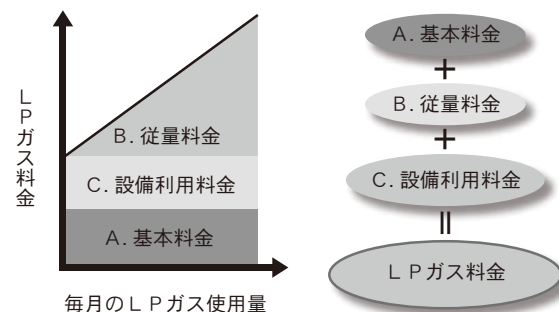 LPガス料金
B. 従量料金
C. 設備利用料金
A. 基本料金
毎月のLPガス使用量
A. 基本料金
+
B. 従量料金
+
C. 設備利用料金
=
LPガス料金